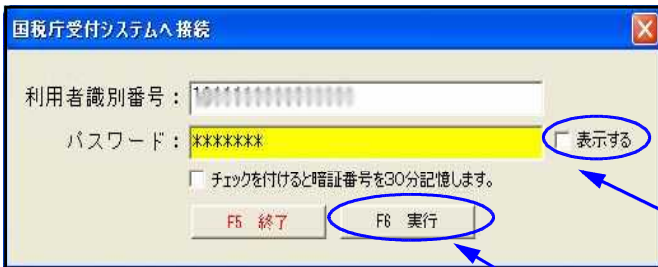 国税庁受付システムへ接続
利用者識別番号：
パスワード：*******
表示する
チェックを付けると暗証番号を30分記憶します。
F5 終了
F6 実行